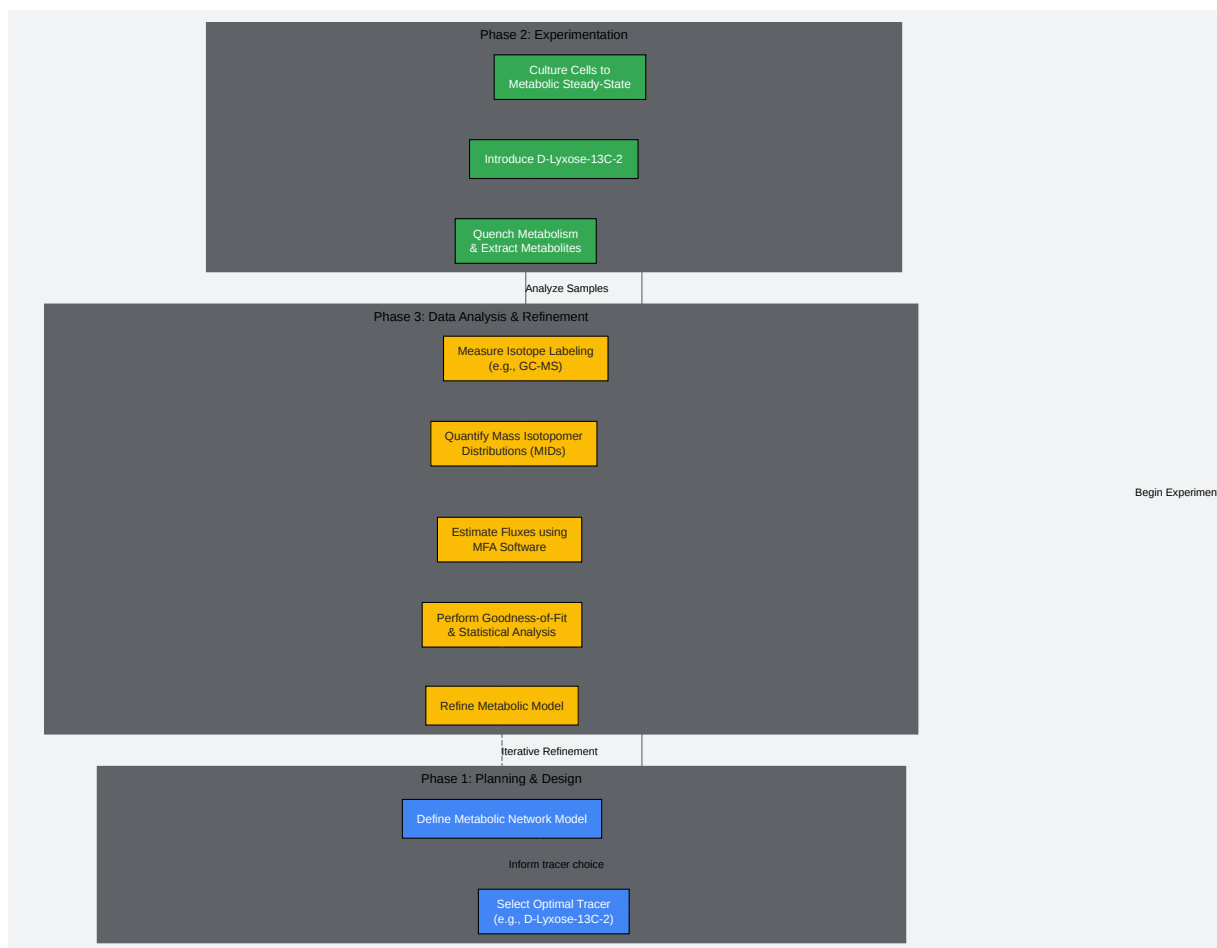 Phase 2: Experimentation
Culture Cells to
Metabolic Steady-State
Introduce D-Lyxose-13C-2
Quench Metabolism
& Extract Metabolites
Analyze Samples
Phase 3: Data Analysis & Refinement
Measure Isotope Labeling
(e.g., GC-MS)
Quantify Mass Isotopomer
Distributions (MIDs)
Begin Experimen
Estimate Fluxes using
MFA Software
Perform Goodness-of-Fit
& Statistical Analysis
Refine Metabolic Model
Iterative Refinement
Phase 1: Planning & Design
Define Metabolic Network Model
Inform tracer choice
Select Optimal Tracer
(e.g., D-Lyxose-13C-2)